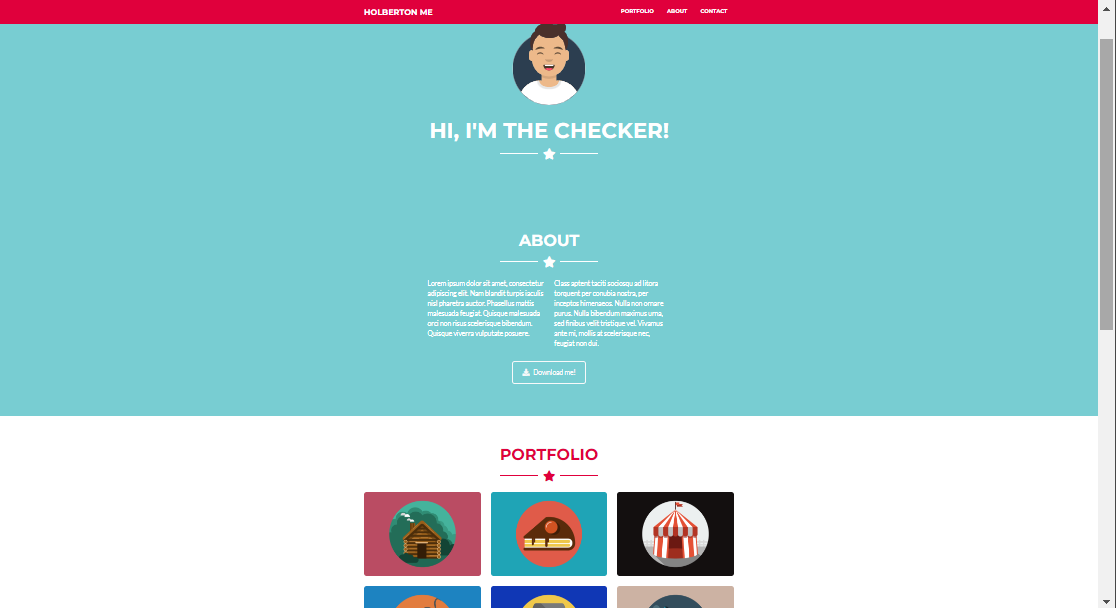 HOLBERTON ME
PORTFOLIO ABOUT CONTACT
HI, I'M THE CHECKER!
ABOUT
Lorem ipsum dolor sit amet, consectetur
adipiscing elit. Nam blandit turpis iaculis
nisl pharetra auctor. Phasellus mattis
malesuada feugiat. Quisque malesuada
orci non risus scelerisque bibendum.
Quisque viverra vulputate posuere.
Class aptent taciti sociosqu ad litora
torquent per conubia nostra, per
inceptos himenaeos. Nulla non ornare
purus. Nulla bibendum maximus urna,
sed finibus velit tristique vel. Vivamus
ante mi, mollis at scelerisque nec,
feugiat non dui.
Download me!
PORTFOLIO